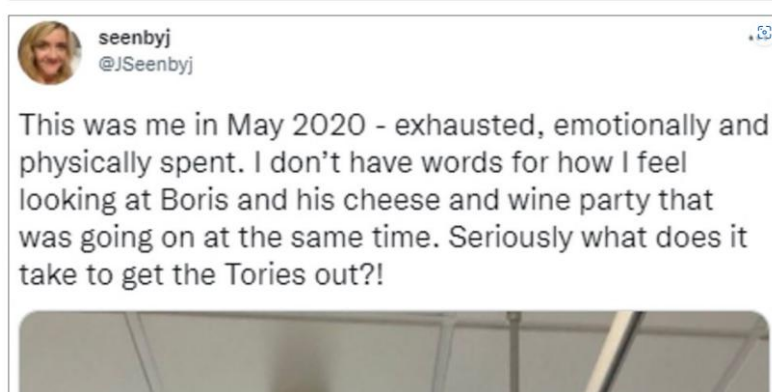 seenbyj
@JSeenbyj
This was me in May 2020 - exhausted, emotionally and
physically spent. I don’t have words for how I feel
looking at Boris and his cheese and wine party that
was going on at the same time. Seriously what does it
take to get the Tories out?!